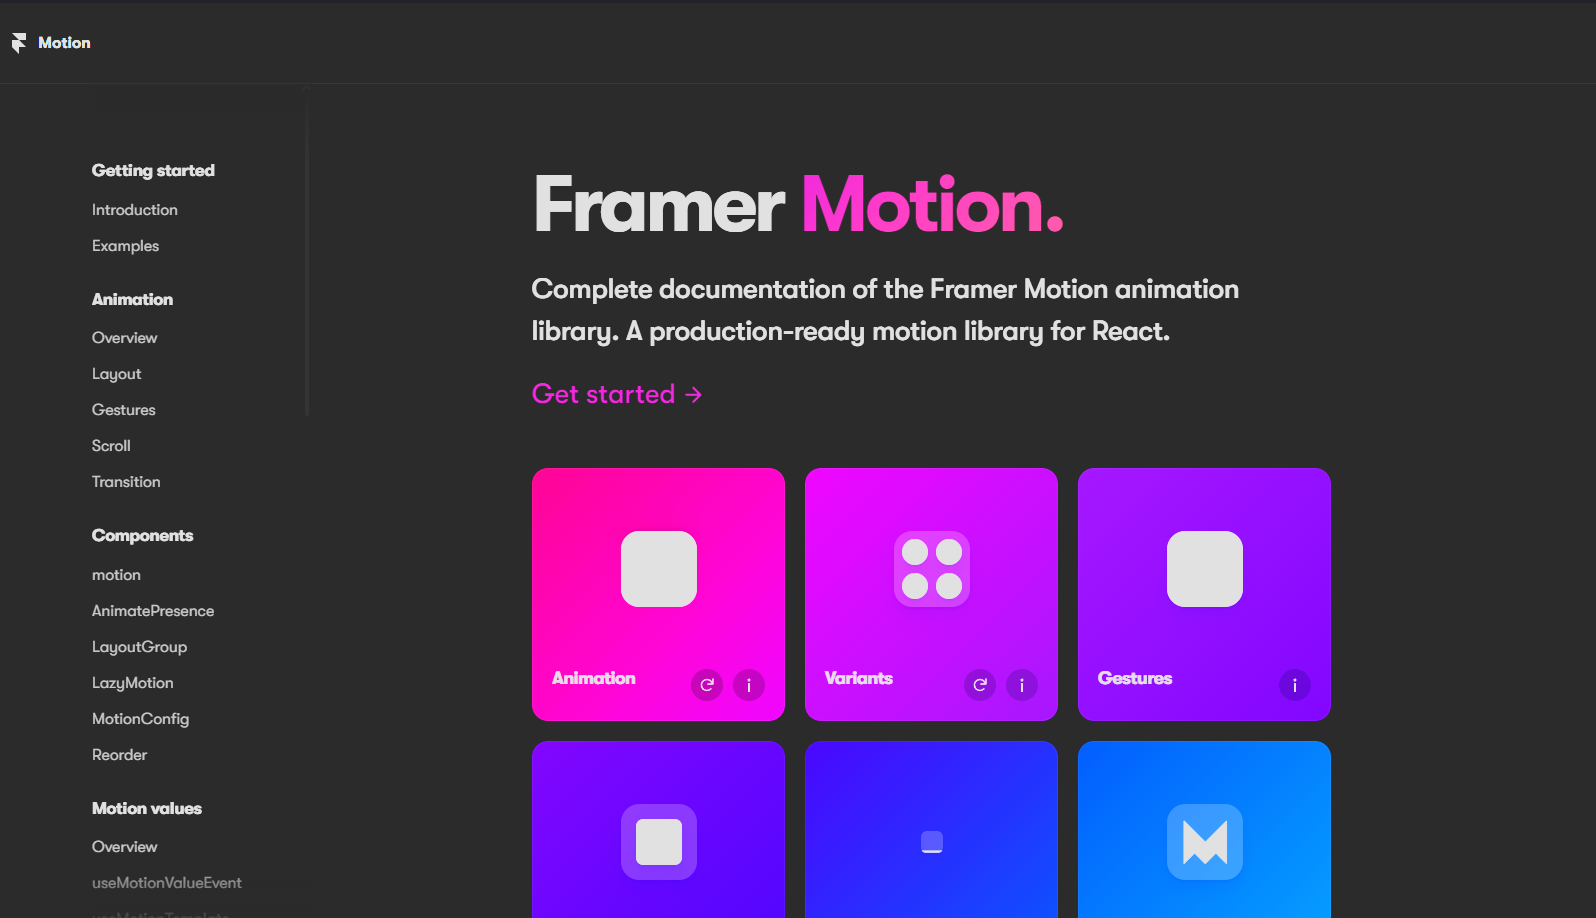 Motion
Getting started
Introduction
Examples
Animation
Overview
Layout
Gestures
Scroll
Transition
Components
motion
AnimatePresence
LayoutGroup
LazyMotion
MotionConfig
Reorder
Motion values
Overview
useMotionValueEvent
useMotionTemplate
Framer Motion.
Complete documentation of the Framer Motion animation
library. A production-ready motion library for React.
Get started →
Animation
Variants
Gestures